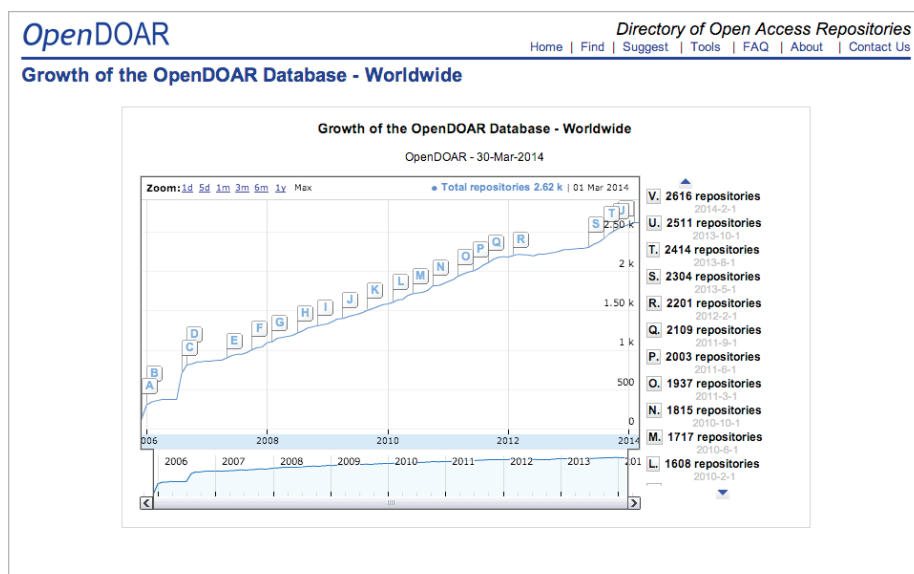 OpenDOAR
Directory of Open Access Repositories
Home | Find | Suggest | Tools | FAQ | About | Contact Us
Growth of the OpenDOAR Database - Worldwide
Growth of the OpenDOAR Database - Worldwide
OpenDOAR - 30-Mar-2014
Zoom: 1d 5d 1m 3m 6m 1y Max
Total repositories 2.62 k | 01 Mar 2014
A
B
C
D
E
F
G
H
I
J
K
L
M
N
O
P
Q
R
S
T
U
2.50 k
2 k
1.50 k
1 k
500
0
006 2008 2010 2012 2014
2006 2007 2008 2009 2010 2011 2012 2013 201
V. 2616 repositories
2014-2-1
U. 2511 repositories
2013-10-1
T. 2414 repositories
2013-8-1
S. 2304 repositories
2013-5-1
R. 2201 repositories
2012-2-1
Q. 2109 repositories
2011-9-1
P. 2003 repositories
2011-6-1
O. 1937 repositories
2011-3-1
N. 1815 repositories
2010-10-1
M. 1717 repositories
2010-6-1
L. 1608 repositories
2010-2-1